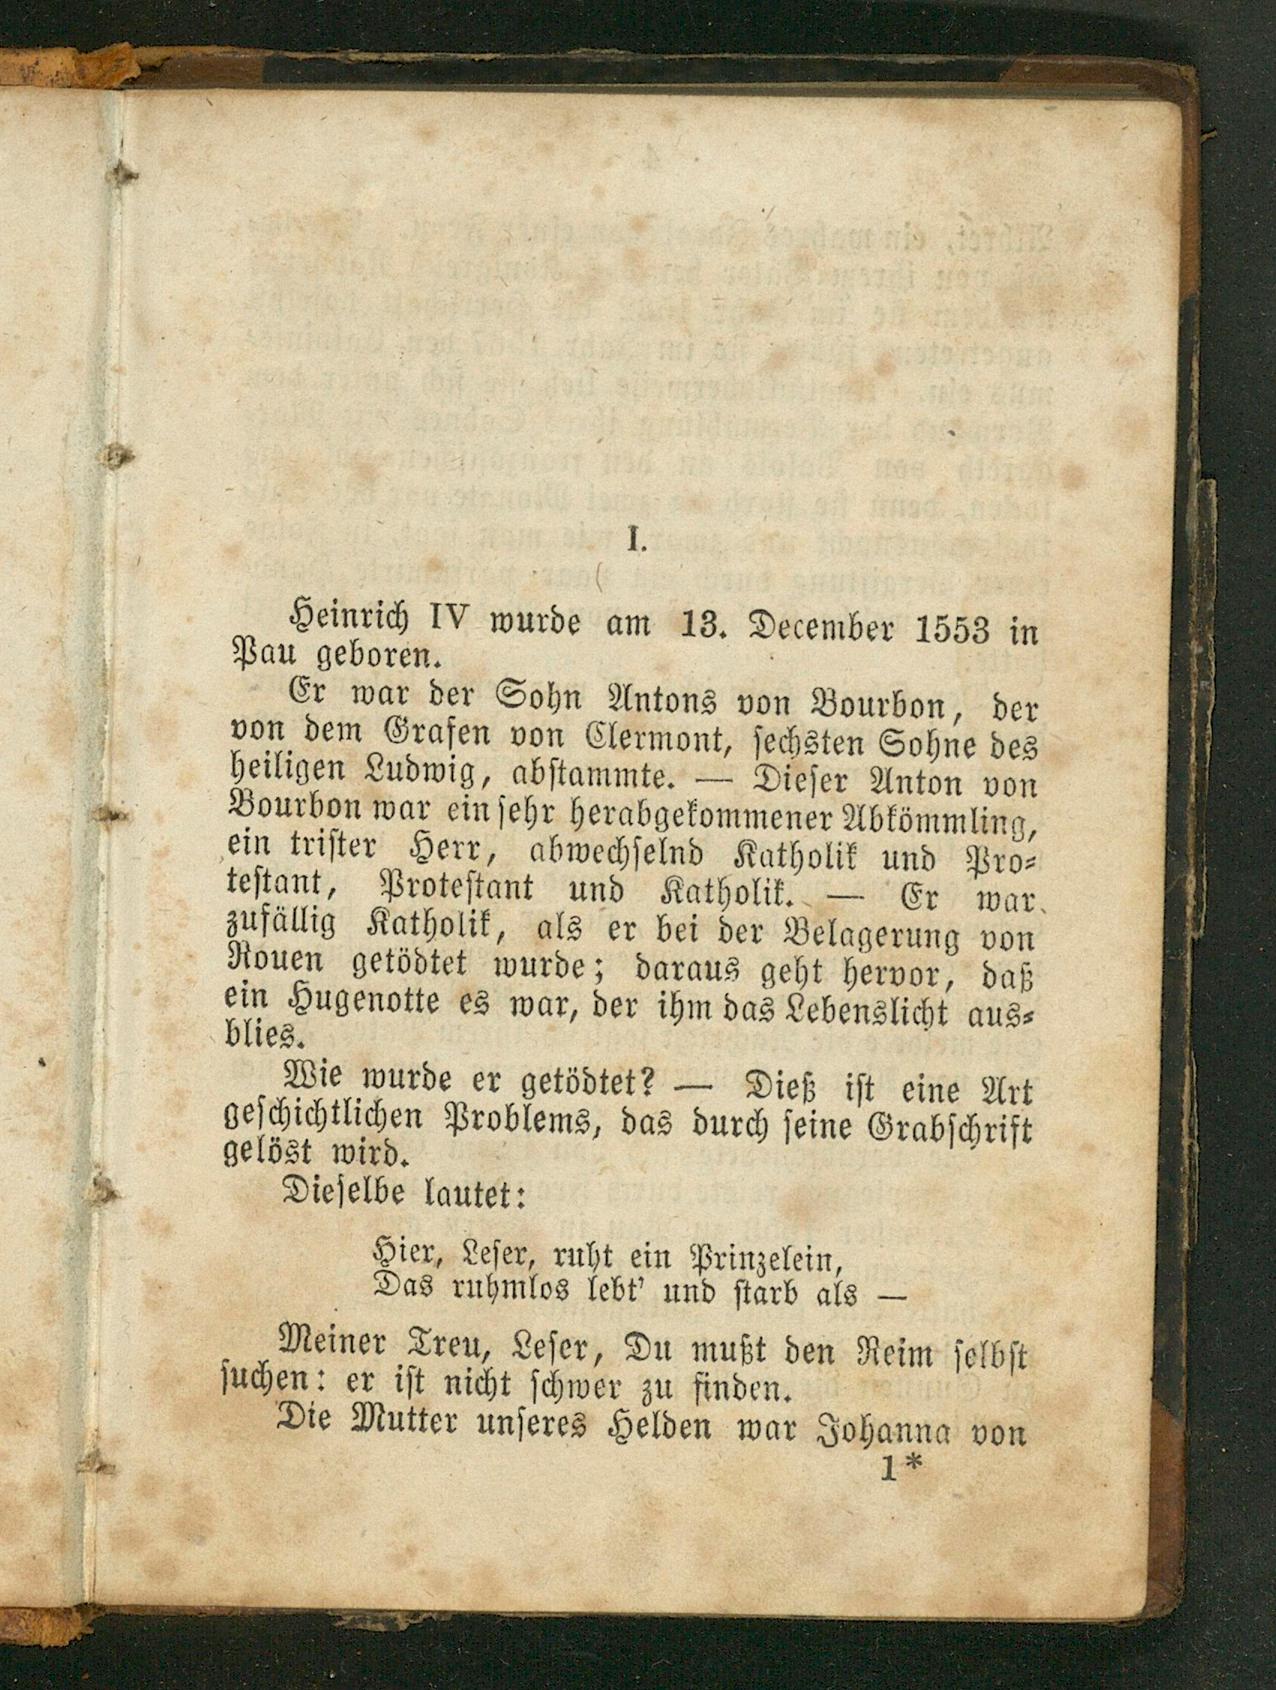 I.
Heinrich IV wurde am 13. December 1553 in
Pau geboren.
Er war der Sohn Antons von Bourbon, der
von dem Grafen von Clermont, sechsten Sohne des
heiligen Ludwig, abstammte. — Dieser Anton von
Bourbon war ein sehr herabgekommener Abkömmling,
ein trister Herr, abwechselnd Katholik und Pro-
testant, Protestant und Katholik. — Er war
zufällig Katholik, als er bei der Belagerung von
Rouen getödtet wurde; daraus geht hervor, daß
ein Hugenotte es war, der ihm das Lebenslicht aus-
blies.
Wie wurde er getödtet? — Dieß ist eine Art
geschichtlichen Problems, das durch seine Grabschrift
gelöst wird.
Dieselbe lautet:
Hier, Leser, ruht ein Prinzelein,
Das ruhmlos lebt' und starb als —
Meiner Treu, Leser, Du mußt den Reim selbst
suchen: er ist nicht schwer zu finden.
Die Mutter unseres Helden war Johanna von
1*